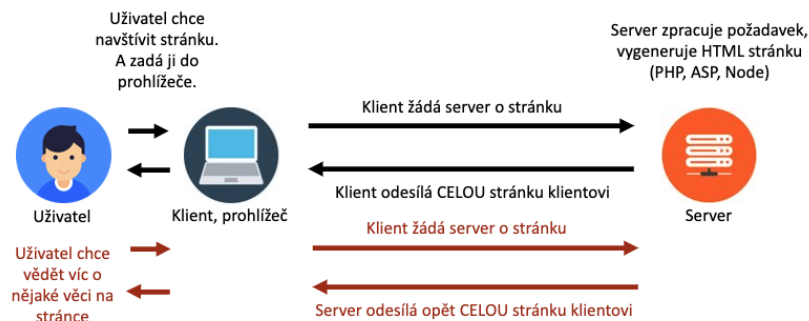 Uživatel chce
navštívit stránku.
A zadá ji do
prohlížeče.
Server zpracuje požadavek,
vygeneruje HTML stránku
(PHP, ASP, Node)
Klient žádá server o stránku
Klient odesílá CELOU stránku klientovi
Uživatel
Klient, prohlížeč
Server
Klient žádá server o stránku
Uživatel chce
vědět víc o
nějaké věci na
stránce
Server odesílá opět CELOU stránku klientovi